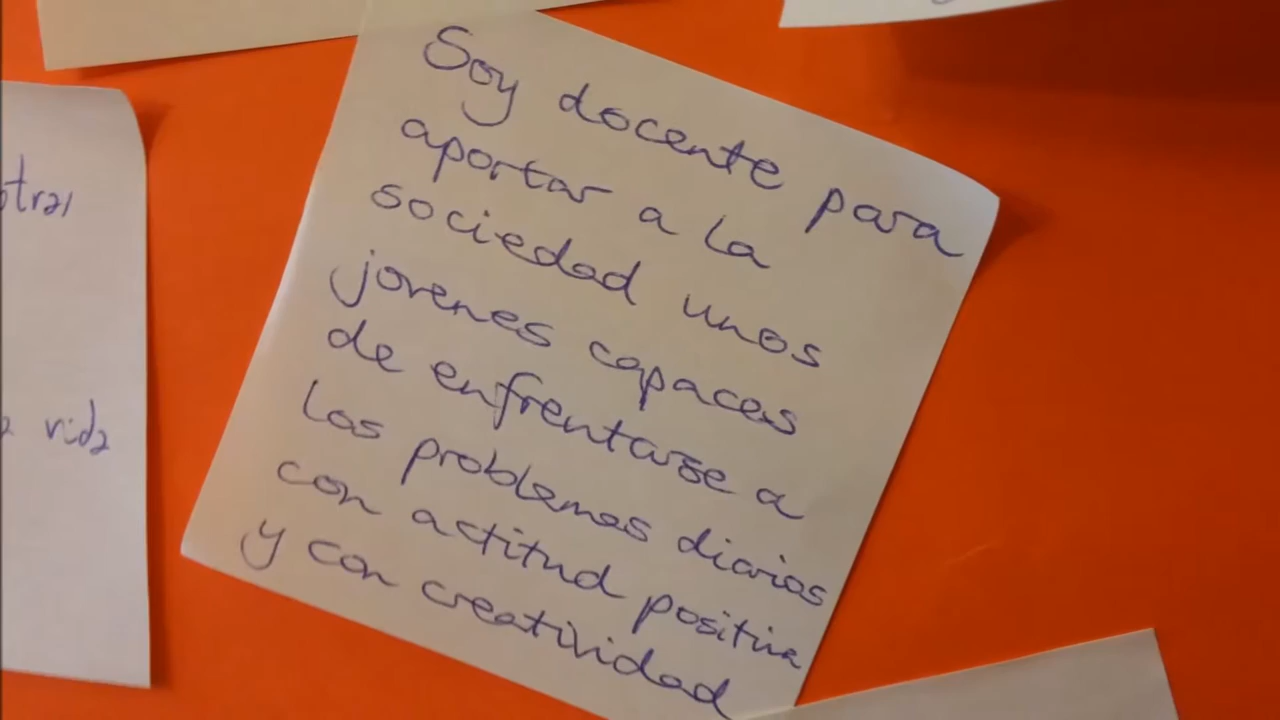 Soy docente para
aportar a la
sociedad unos
jovenes capaces
de enfrentarse a
los problemas diarios
con actitud positiva
y con creatividad
vida